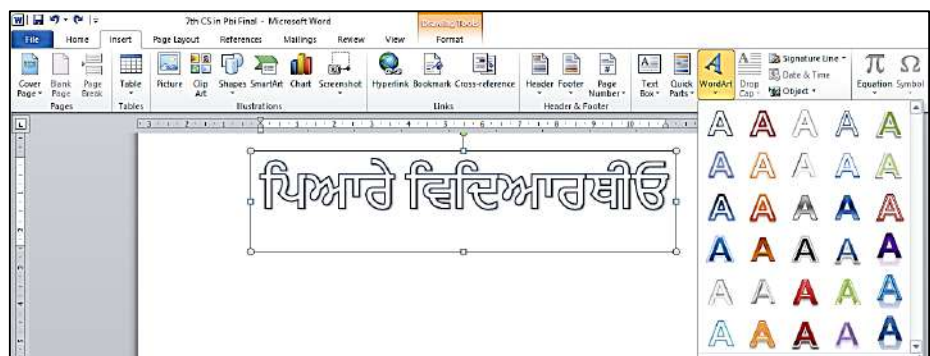 7th CS in Pbi Final - Microsoft Word
Drawing Tools
File Home Insert Page Layout References Mailings Review View Format
Cover Page Blank Page Page Break Table Picture Clip Art Shapes SmartArt Chart Screenshot Hyperlink Bookmark Cross-reference Header Footer Page Number Text Box Quick Parts WordArt Drop Cap Signature Line Date & Time Object Equation Symbol
Pages Tables Illustrations Links Header & Footer
ਪਿਆਰੇ ਵਿਦਿਆਰਥੀਓ